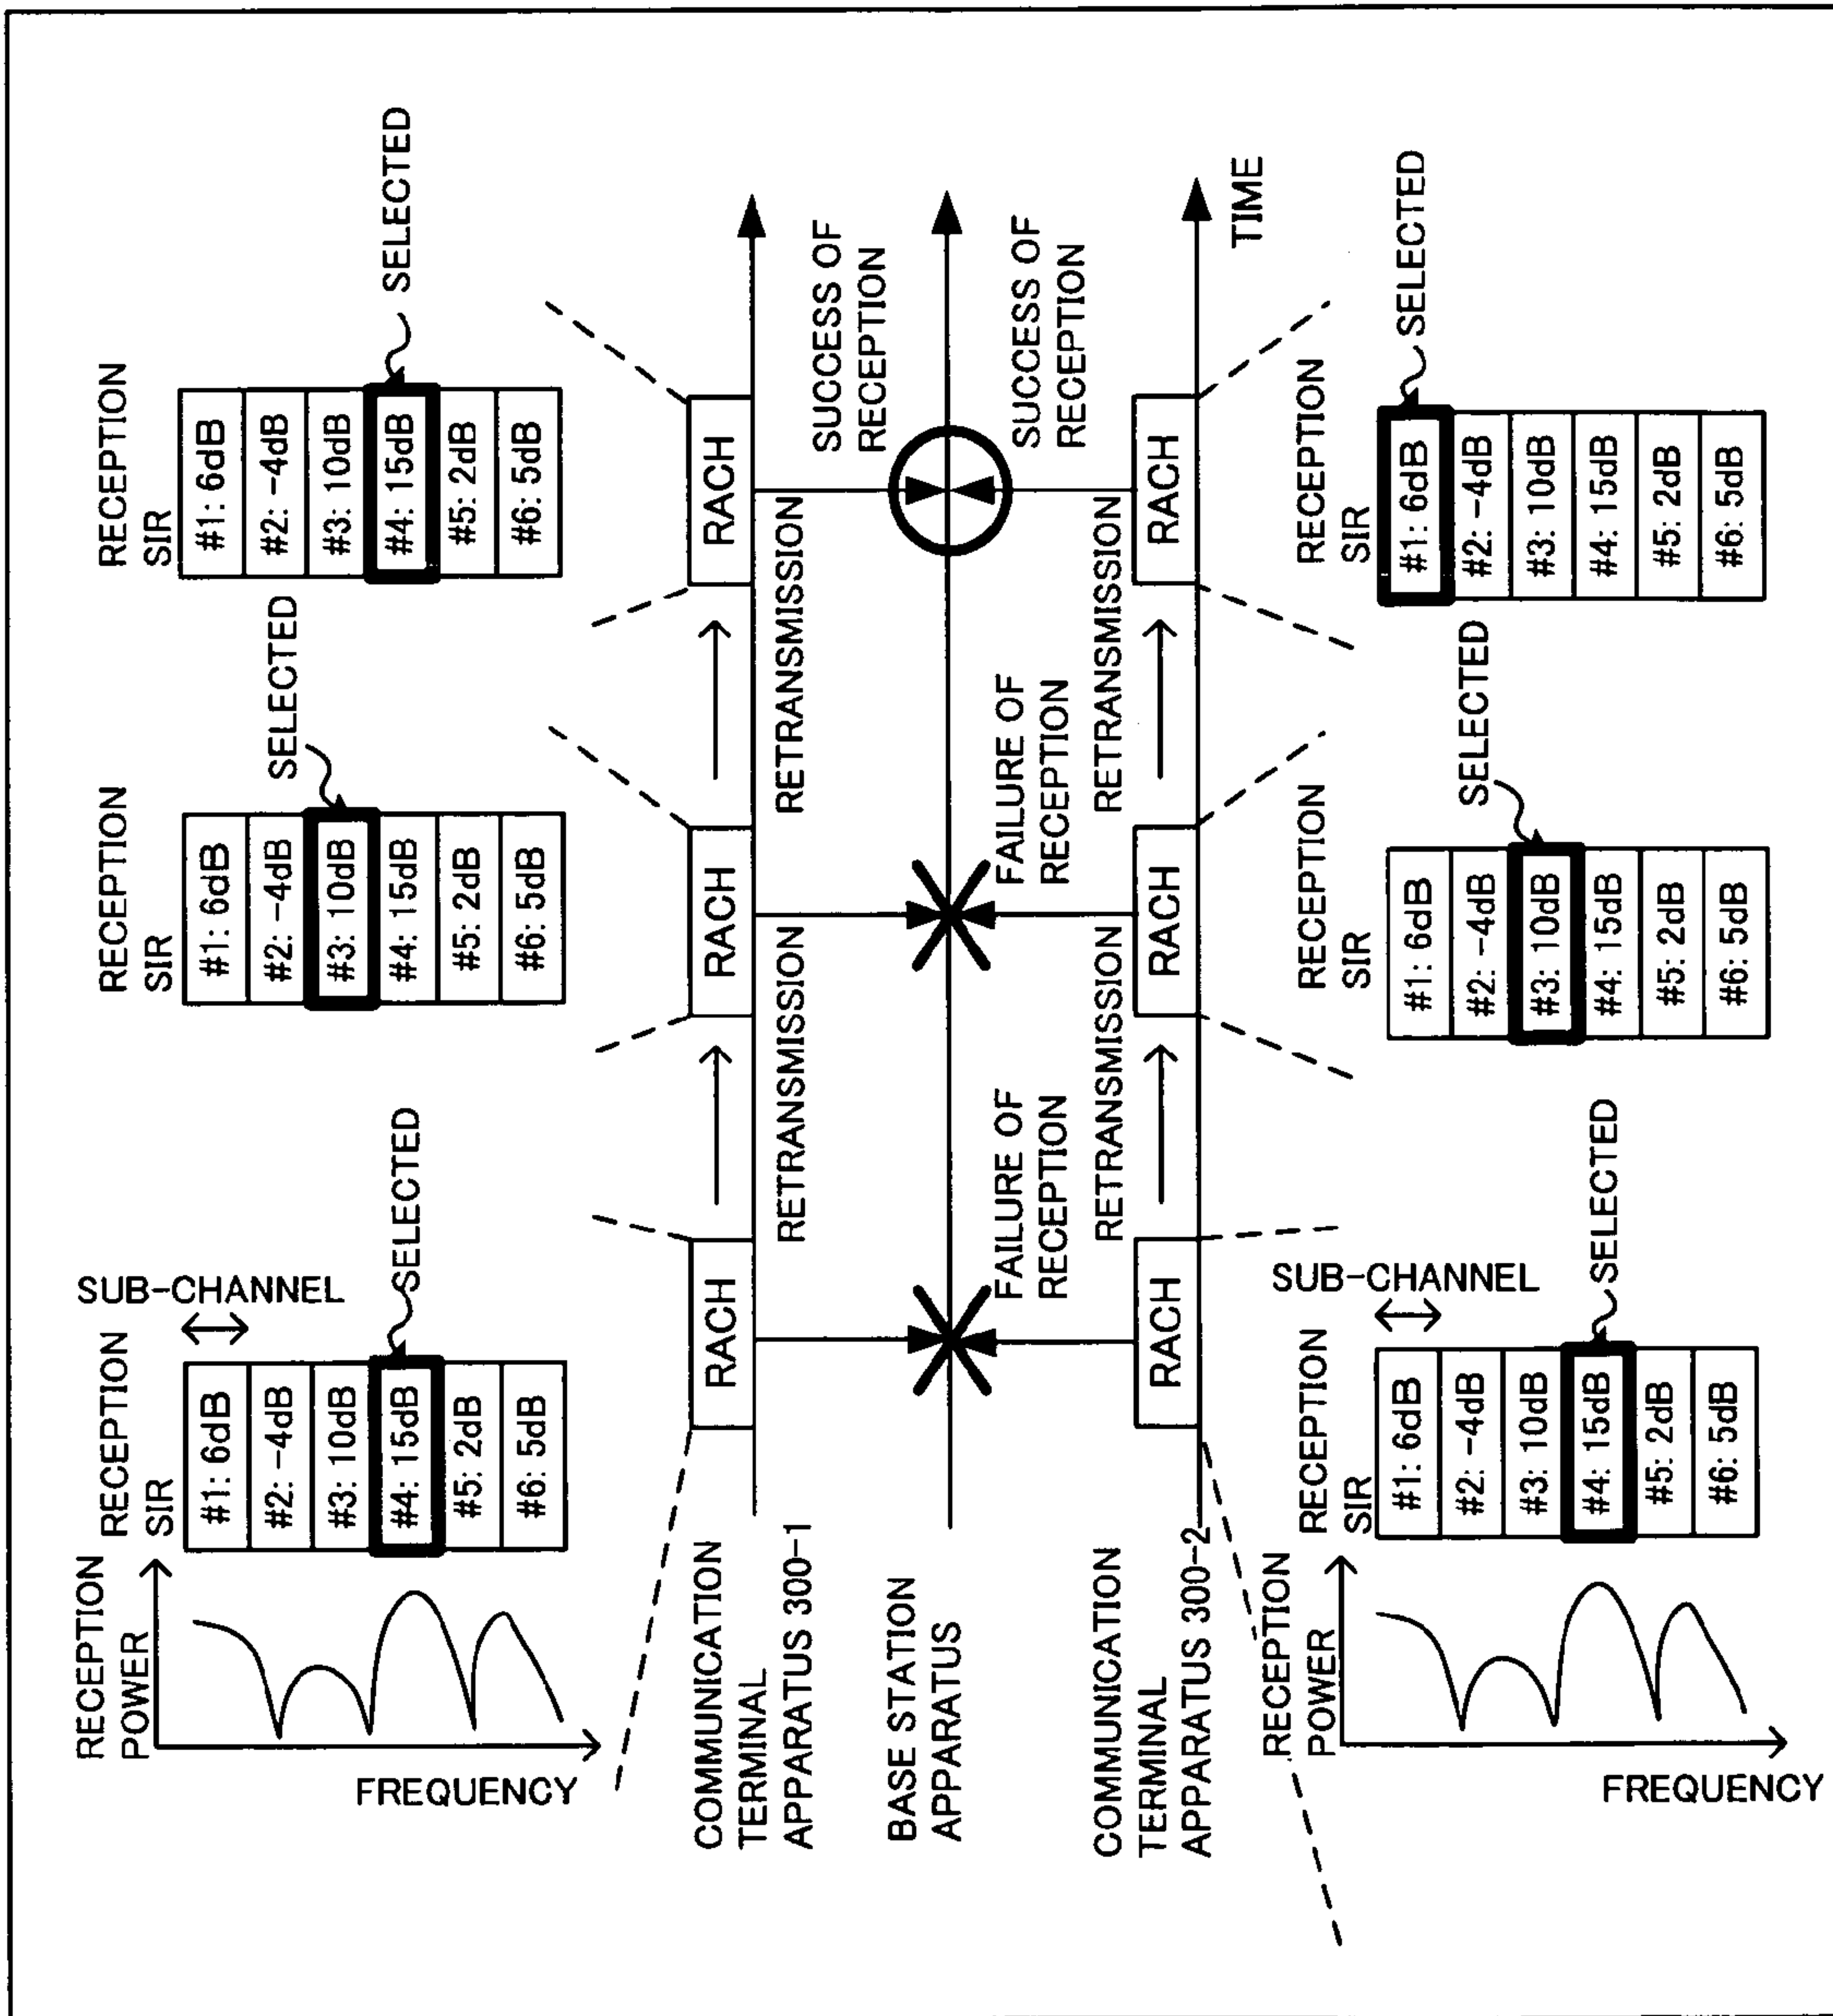 RECEPTION
POWER
FREQUENCY
SUB-CHANNEL
RECEPTION
SIR
#1: 6dB
#2: -4dB
#3: 10dB
#4: 15dB
#5: 2dB
#6: 5dB
SELECTED
RECEPTION
SIR
#1: 6dB
#2: -4dB
#3: 10dB
#4: 15dB
#5: 2dB
#6: 5dB
SELECTED
RECEPTION
SIR
#1: 6dB
#2: -4dB
#3: 10dB
#4: 15dB
#5: 2dB
#6: 5dB
SELECTED
COMMUNICATION
TERMINAL
APPARATUS 300-1
RACH
RETRANSMISSION
RACH
RETRANSMISSION
RACH
SUCCESS OF
RECEPTION
BASE STATION
APPARATUS
FAILURE OF
RECEPTION
FAILURE OF
RECEPTION
SUCCESS OF
RECEPTION
COMMUNICATION
TERMINAL
APPARATUS 300-2
RACH
RETRANSMISSION
RACH
RETRANSMISSION
RACH
TIME
RECEPTION
POWER
FREQUENCY
SUB-CHANNEL
RECEPTION
SIR
#1: 6dB
#2: -4dB
#3: 10dB
#4: 15dB
#5: 2dB
#6: 5dB
SELECTED
RECEPTION
SIR
#1: 6dB
#2: -4dB
#3: 10dB
#4: 15dB
#5: 2dB
#6: 5dB
SELECTED
RECEPTION
SIR
#1: 6dB
#2: -4dB
#3: 10dB
#4: 15dB
#5: 2dB
#6: 5dB
SELECTED